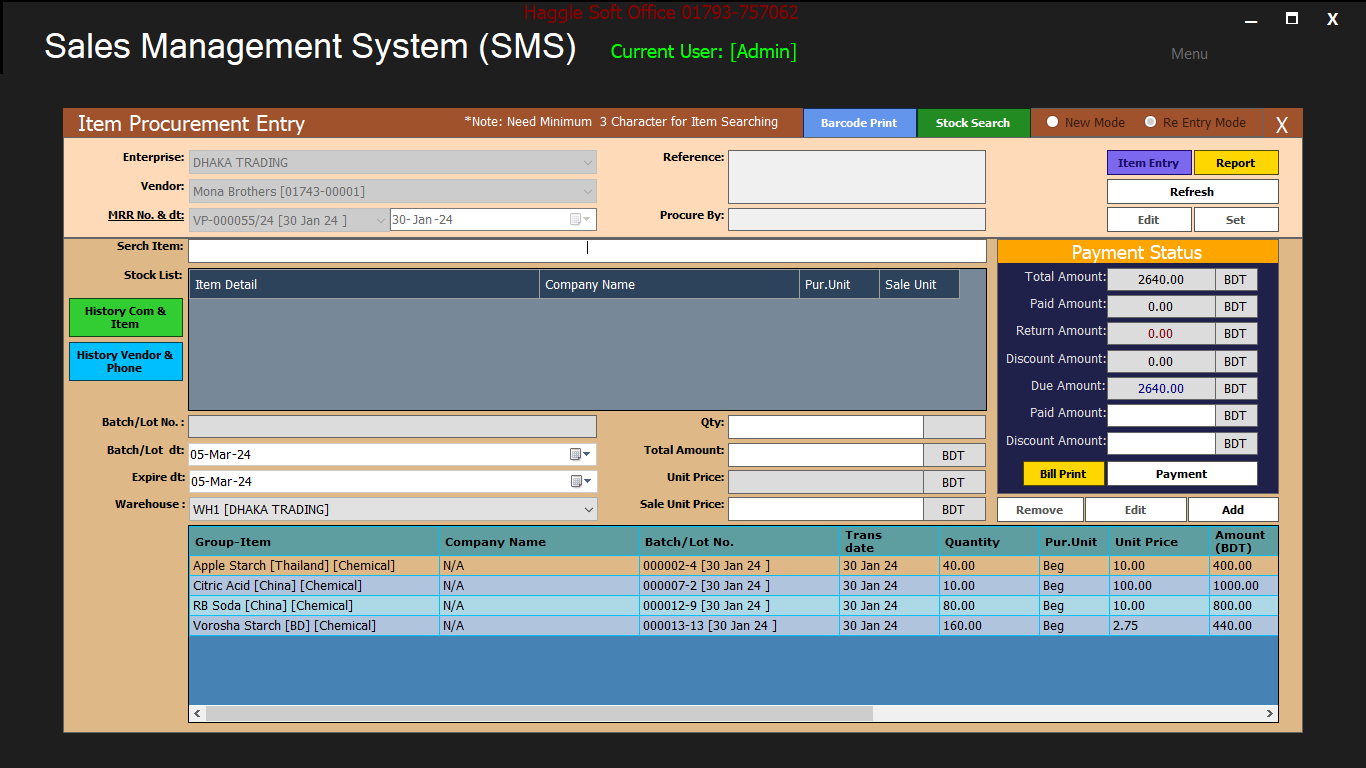 Haggle Soft Office 01793-757062
X
Sales Management System (SMS)
Current User: [Admin]
Menu
Item Procurement Entry
*Note: Need Minimum 3 Character for Item Searching
Barcode Print
Stock Search
New Mode
Re Entry Mode
X
Enterprise:
DHAKA TRADING
Reference:
Item Entry
Report
Vendor:
Mona Brothers [01743-00001]
Refresh
MRR No. & dt:
VP-000055/24 [30 Jan 24 ]
30-Jan-24
Procure By:
Edit
Set
Serch Item:
Stock List:
Item Detail
Company Name
Pur.Unit
Sale Unit
History Com & Item
History Vendor & Phone
Payment Status
Total Amount: 2640.00 BDT
Paid Amount: 0.00 BDT
Return Amount: 0.00 BDT
Discount Amount: 0.00 BDT
Due Amount: 2640.00 BDT
Paid Amount: BDT
Discount Amount: BDT
Bill Print
Payment
Batch/Lot No. :
Qty:
Batch/Lot dt: 05-Mar-24
Total Amount: BDT
Expire dt: 05-Mar-24
Unit Price: BDT
Warehouse : WH1 [DHAKA TRADING]
Sale Unit Price: BDT
Remove
Edit
Add
Group-Item Company Name Batch/Lot No. Trans date Quantity Pur.Unit Unit Price Amount (BDT)
Apple Starch [Thailand] [Chemical] N/A 000002-4 [30 Jan 24 ] 30 Jan 24 40.00 Beg 10.00 400.00
Citric Acid [China] [Chemical] N/A 000007-2 [30 Jan 24 ] 30 Jan 24 10.00 Beg 100.00 1000.00
RB Soda [China] [Chemical] N/A 000012-9 [30 Jan 24 ] 30 Jan 24 80.00 Beg 10.00 800.00
Vorosha Starch [BD] [Chemical] N/A 000013-13 [30 Jan 24 ] 30 Jan 24 160.00 Beg 2.75 440.00